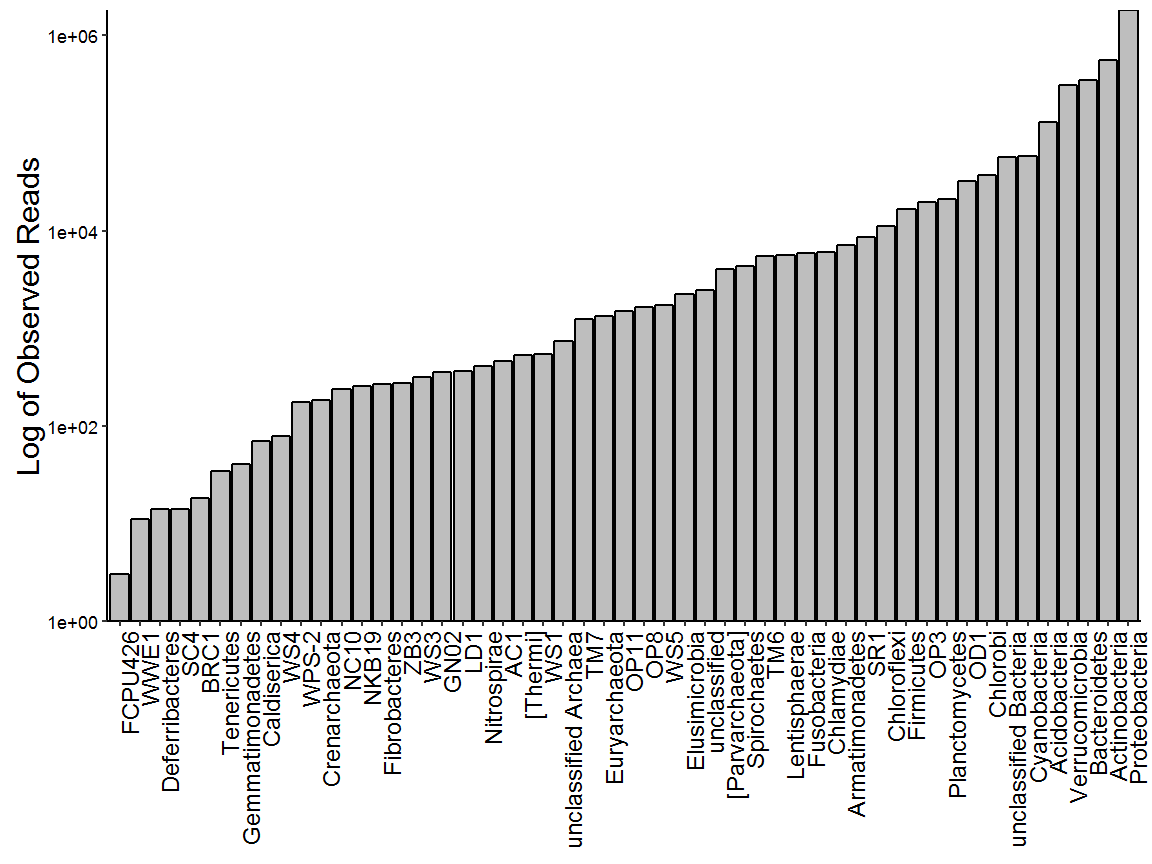 Log of Observed Reads
1e+06
1e+04
1e+02
1e+00
FCPU426
WWE1
Deferribacteres
SC4
BRC1
Tenericutes
Gemmatimonadetes
Caldiserica
WS4
WPS-2
Crenarchaeota
NC10
NKB19
Fibrobacteres
ZB3
WS3
GN02
LD1
Nitrospirae
AC1
[Thermi]
WS1
unclassified Archaea
TM7
Euryarchaeota
OP11
OP8
WS5
Elusimicrobia
unclassified
[Parvarchaeota]
Spirochaetes
TM6
Lentisphaerae
Fusobacteria
Chlamydiae
Armatimonadetes
SR1
Chloroflexi
Firmicutes
OP3
Planctomycetes
OD1
Chlorobi
unclassified Bacteria
Cyanobacteria
Acidobacteria
Verrucomicrobia
Bacteroidetes
Actinobacteria
Proteobacteria